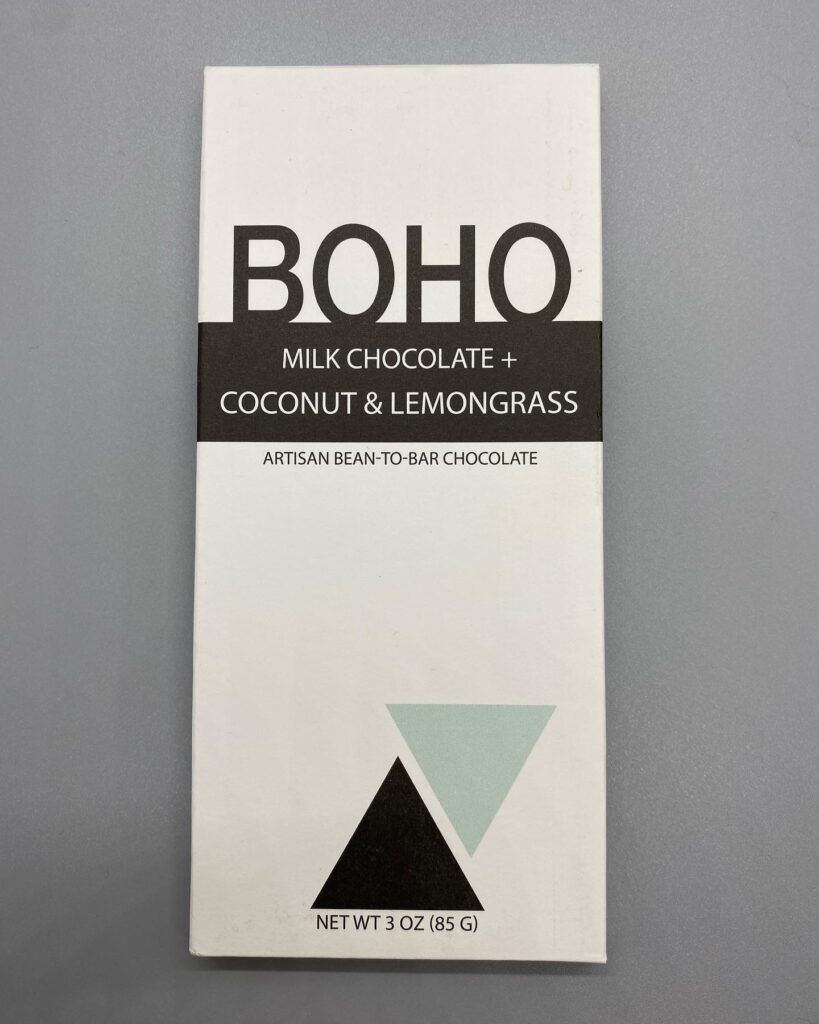 BOHO
MILK CHOCOLATE +
COCONUT & LEMONGRASS
ARTISAN BEAN-TO-BAR CHOCOLATE
NET WT 3 OZ (85 G)